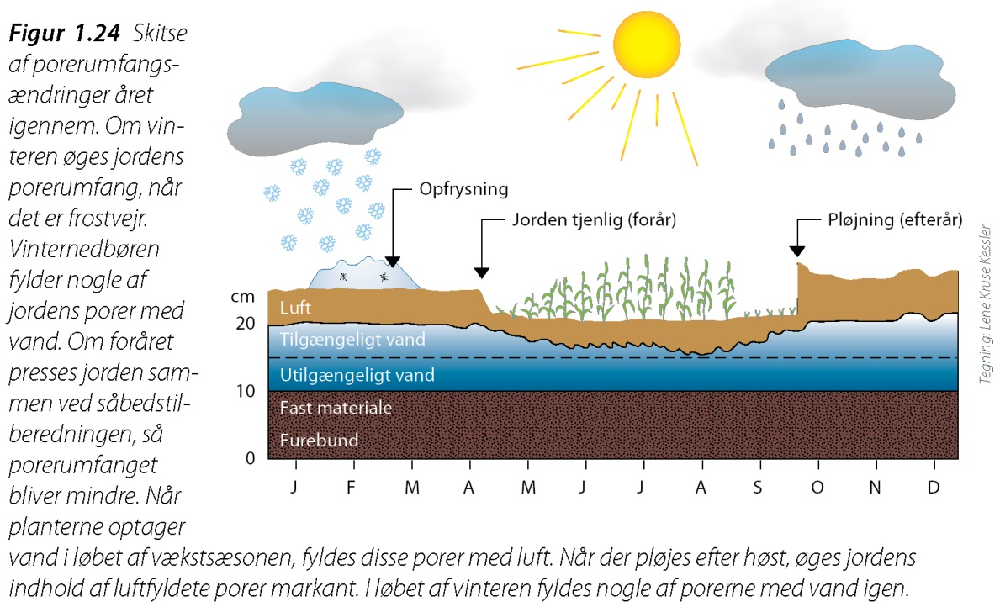 Figur 1.24 Skitse
af porerumfangs-
ændringer året
igennem. Om vin-
teren øges jordens
porerumfang, når
det er frostvejr.
Vinternedbøren
fylder nogle af
jordens porer med
vand. Om foråret
presses jorden sam-
men ved såbedstil-
beredningen, så
porerumfanget
bliver mindre. Når
planterne optager
vand i løbet af vækstsæsonen, fyldes disse porer med luft. Når der pløjes efter høst, øges jordens
indhold af luftfyldete porer markant. I løbet af vinteren fyldes nogle af porerne med vand igen.
Opfrysning
Jorden tjenlig (forår)
Pløjning (efterår)
cm
20
10
0
Luft
Tilgængeligt vand
Utilgængeligt vand
Fast materiale
Furebund
J F M A M J J A S O N D
Tegning: Lene Kruse Kessler